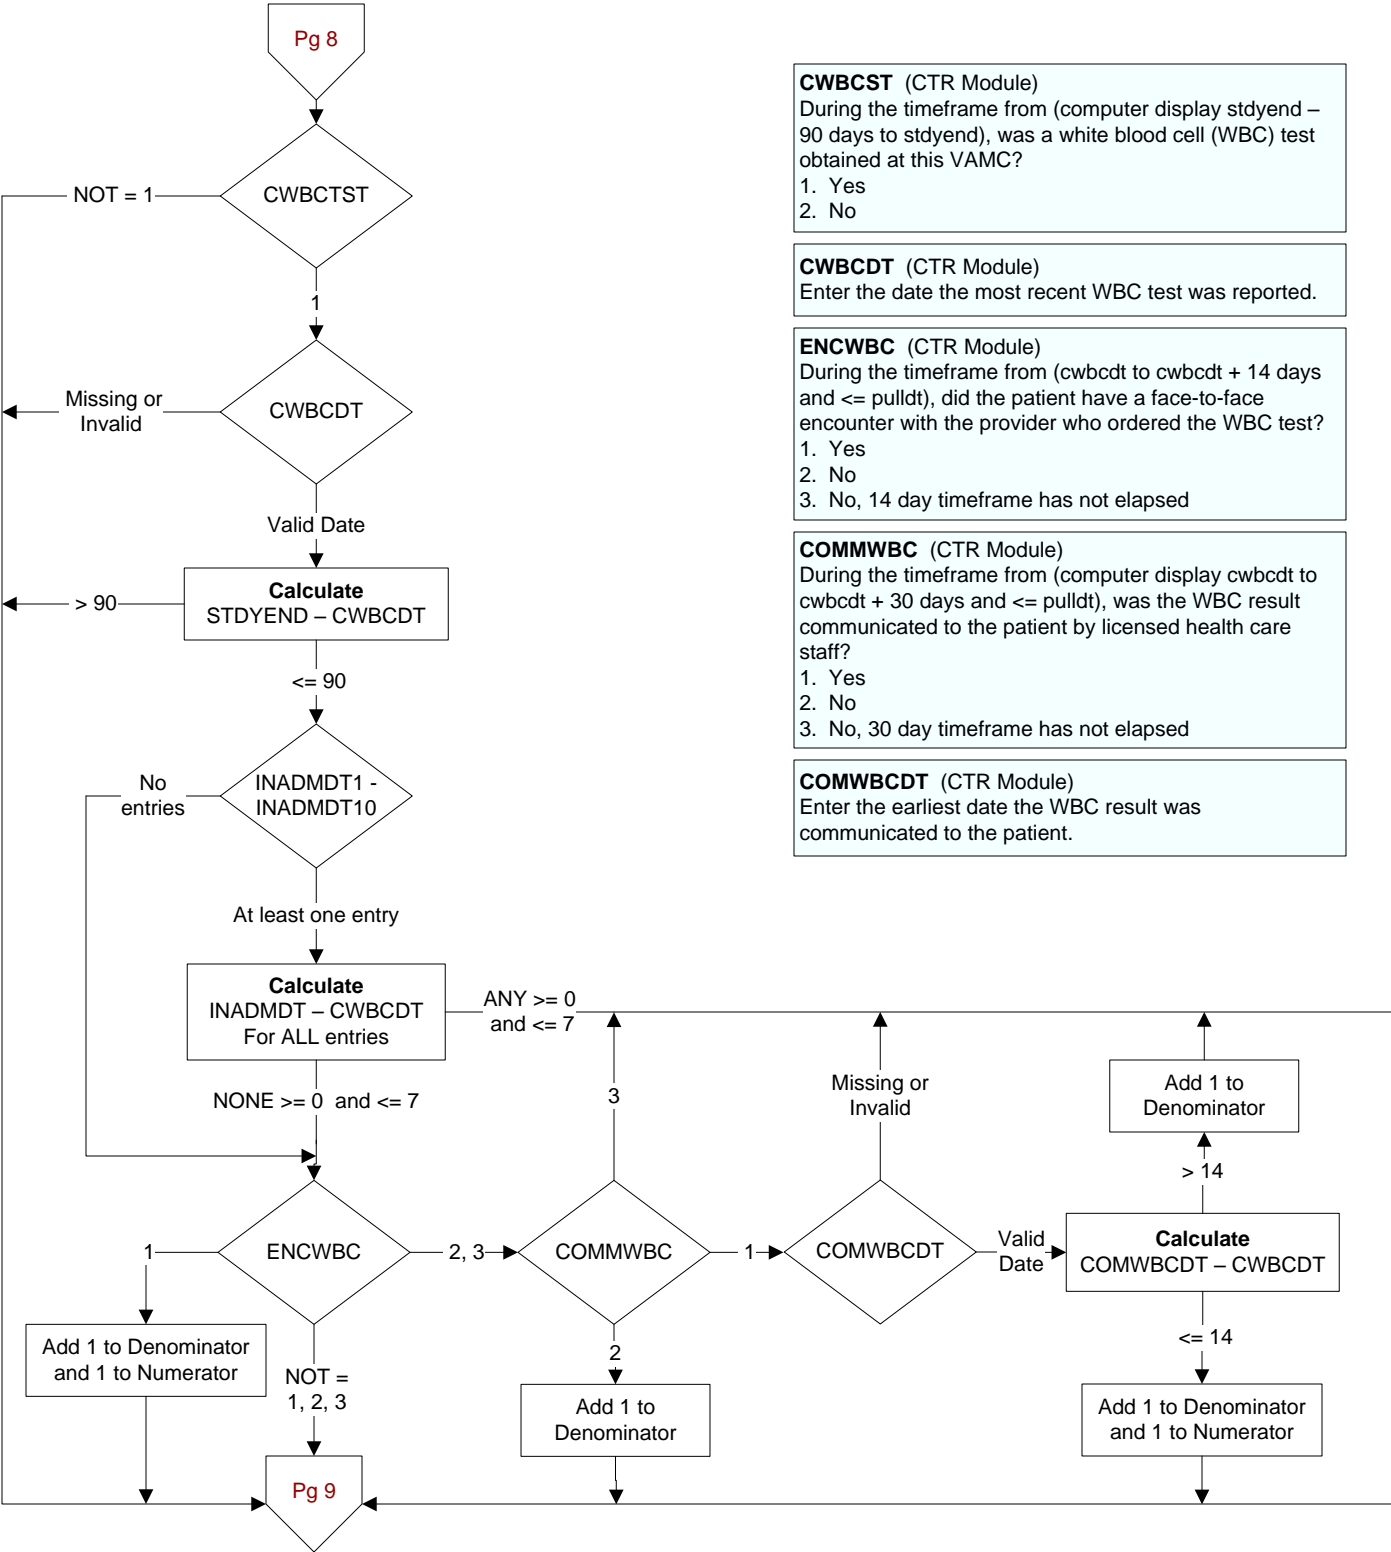 Pg 8
CWBCTST
NOT = 1
1
CWBCDT
Missing or
Invalid
Valid Date
Calculate
STDYEND – CWBCDT
> 90
<= 90
INADMDT1 -
INADMDT10
No
entries
At least one entry
Calculate
INADMDT – CWBCDT
For ALL entries
ANY >= 0
and <= 7
NONE >= 0 and <= 7
ENCWBC
1
Add 1 to Denominator
and 1 to Numerator
NOT =
1, 2, 3
2, 3
COMMWBC
3
2
Add 1 to
Denominator
1
COMWBCDT
Missing or
Invalid
Valid
Date
Calculate
COMWBCDT – CWBCDT
> 14
Add 1 to
Denominator
<= 14
Add 1 to Denominator
and 1 to Numerator
Pg 9
CWBCST (CTR Module)
During the timeframe from (computer display stdyend –
90 days to stdyend), was a white blood cell (WBC) test
obtained at this VAMC?
1. Yes
2. No
CWBCDT (CTR Module)
Enter the date the most recent WBC test was reported.
ENCWBC (CTR Module)
During the timeframe from (cwbcdt to cwbcdt + 14 days
and <= pulldt), did the patient have a face-to-face
encounter with the provider who ordered the WBC test?
1. Yes
2. No
3. No, 14 day timeframe has not elapsed
COMMWBC (CTR Module)
During the timeframe from (computer display cwbcdt to
cwbcdt + 30 days and <= pulldt), was the WBC result
communicated to the patient by licensed health care
staff?
1. Yes
2. No
3. No, 30 day timeframe has not elapsed
COMWBCDT (CTR Module)
Enter the earliest date the WBC result was
communicated to the patient.